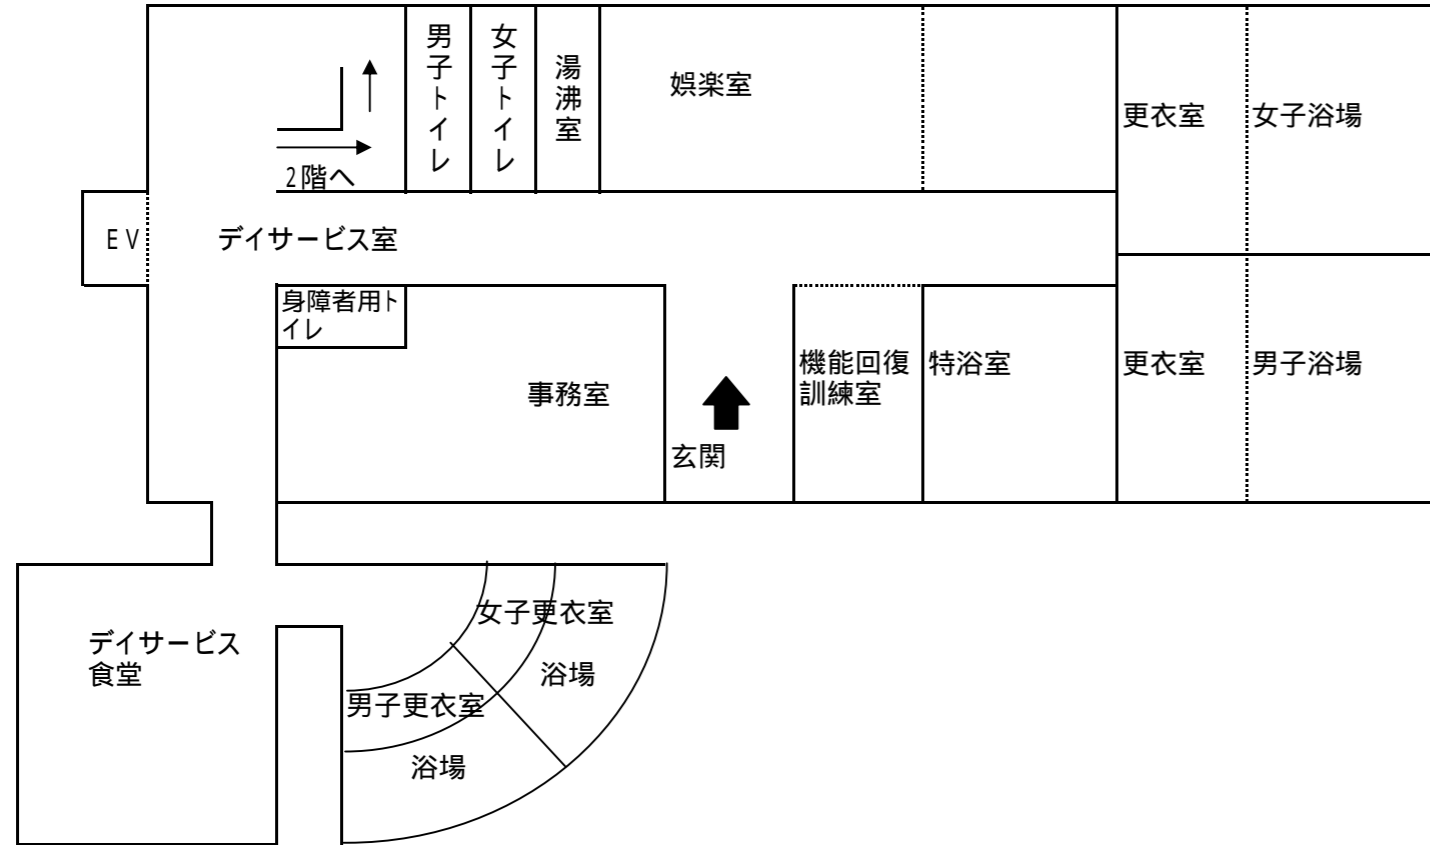 男子トイレ
女子トイレ
湯沸室
娯楽室
更衣室
女子浴場
2階へ
EV
デイサービス室
身障者用ト
イレ
事務室
玄関
機能回復
訓練室
特浴室
更衣室
男子浴場
デイサービス
食堂
女子更衣室
浴場
男子更衣室
浴場